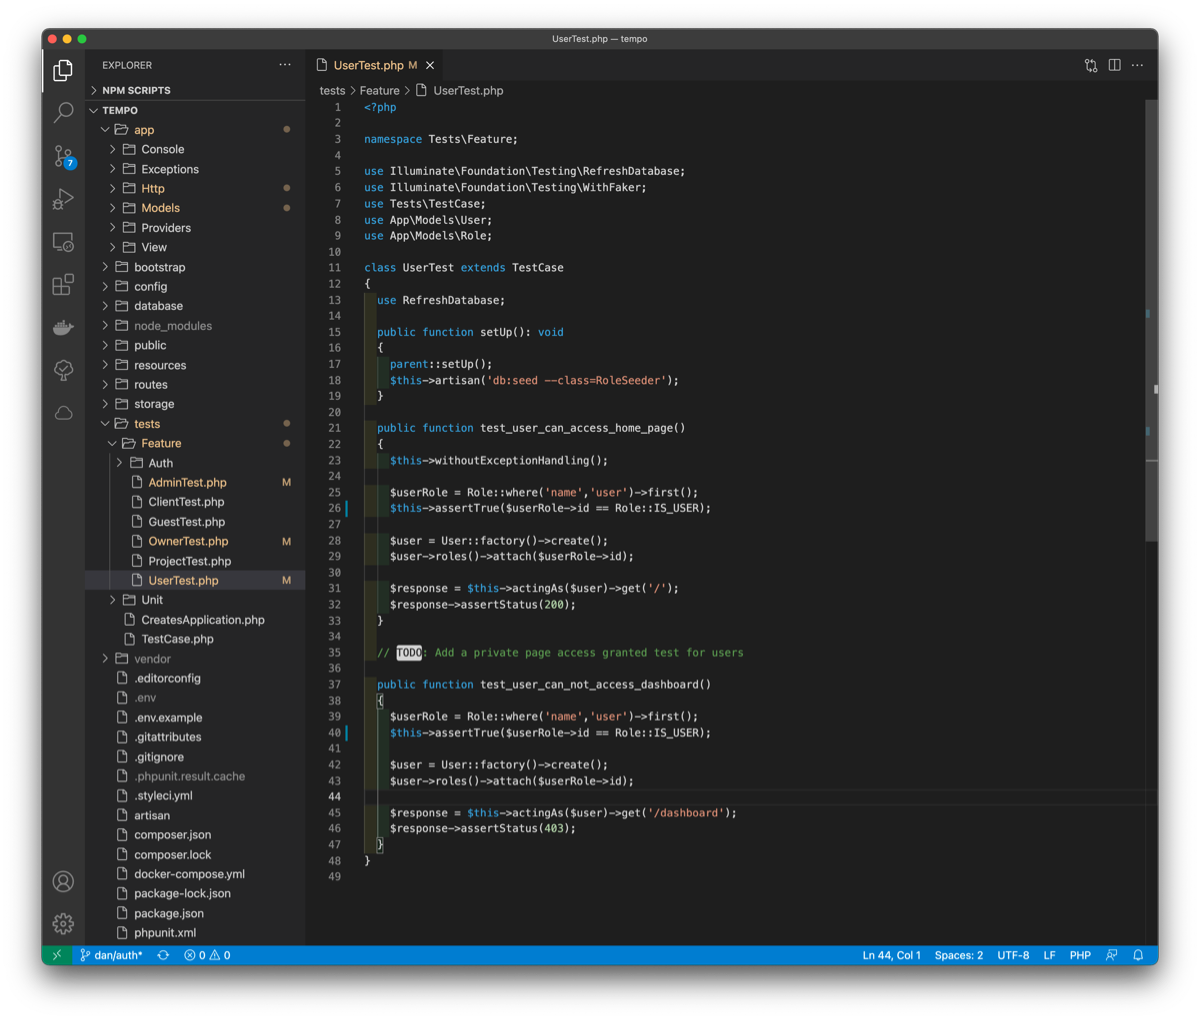 UserTest.php — tempo
EXPLORER
NPM SCRIPTS
TEMPO
app
Console
Exceptions
Http
Models
Providers
View
bootstrap
config
database
node_modules
public
resources
routes
storage
tests
Feature
Auth
AdminTest.php M
ClientTest.php
GuestTest.php
OwnerTest.php M
ProjectTest.php
UserTest.php M
Unit
CreatesApplication.php
TestCase.php
vendor
.editorconfig
.env
.env.example
.gitattributes
.gitignore
.phpunit.result.cache
.styleci.yml
artisan
composer.json
composer.lock
docker-compose.yml
package-lock.json
package.json
phpunit.xml
7
UserTest.php M
tests > Feature > UserTest.php
1 <?php
2
3 namespace Tests\Feature;
4
5 use Illuminate\Foundation\Testing\RefreshDatabase;
6 use Illuminate\Foundation\Testing\WithFaker;
7 use Tests\TestCase;
8 use App\Models\User;
9 use App\Models\Role;
10
11 class UserTest extends TestCase
12 {
13 use RefreshDatabase;
14
15 public function setUp(): void
16 {
17 parent::setUp();
18 $this->artisan('db:seed --class=RoleSeeder');
19 }
20
21 public function test_user_can_access_home_page()
22 {
23 $this->withoutExceptionHandling();
24
25 $userRole = Role::where('name','user')->first();
26 $this->assertTrue($userRole->id == Role::IS_USER);
27
28 $user = User::factory()->create();
29 $user->roles()->attach($userRole->id);
30
31 $response = $this->actingAs($user)->get('/');
32 $response->assertStatus(200);
33 }
34
35 // TODO: Add a private page access granted test for users
36
37 public function test_user_can_not_access_dashboard()
38 {
39 $userRole = Role::where('name','user')->first();
40 $this->assertTrue($userRole->id == Role::IS_USER);
41
42 $user = User::factory()->create();
43 $user->roles()->attach($userRole->id);
44
45 $response = $this->actingAs($user)->get('/dashboard');
46 $response->assertStatus(403);
47 }
48 }
49
dan/auth* 0 0 Ln 44, Col 1 Spaces: 2 UTF-8 LF PHP